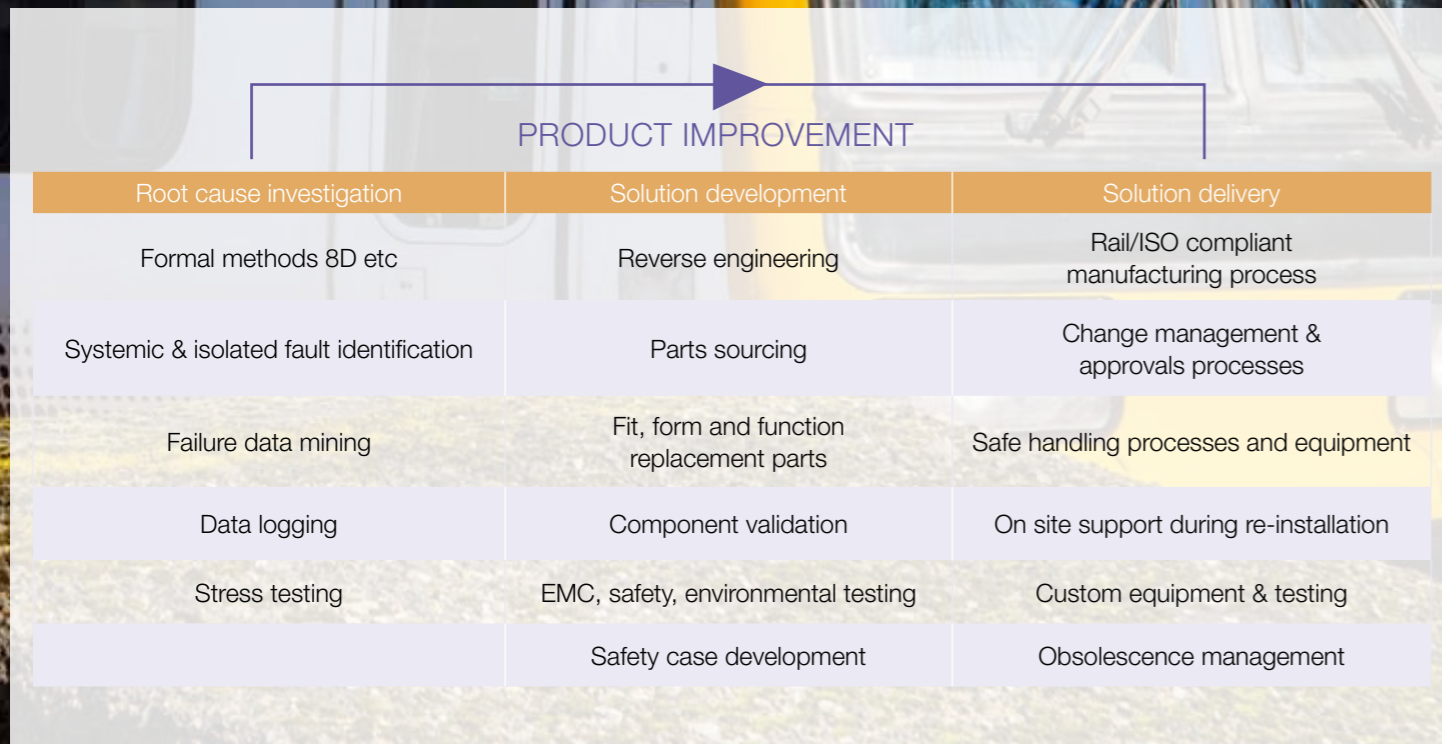 PRODUCT IMPROVEMENT
Root cause investigation
Solution development
Solution delivery
Formal methods 8D etc
Reverse engineering
Rail/ISO compliant
manufacturing process
Systemic & isolated fault identification
Parts sourcing
Change management &
approvals processes
Failure data mining
Fit, form and function
replacement parts
Safe handling processes and equipment
Data logging
Component validation
On site support during re-installation
Stress testing
EMC, safety, environmental testing
Custom equipment & testing
Safety case development
Obsolescence management